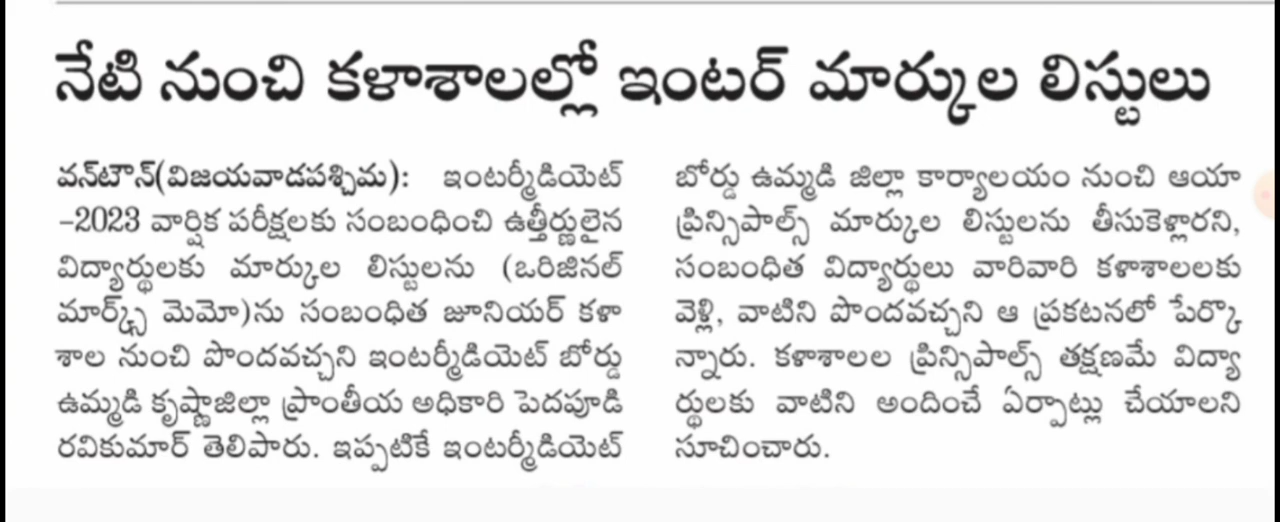 నేటి నుంచి కళాశాలల్లో ఇంటర్ మార్కుల లిస్టులు
వన్‌టౌన్(విజయవాడపశ్చిమ): ఇంటర్మీడియెట్
-2023 వార్షిక పరీక్షలకు సంబంధించి ఉత్తీర్ణులైన
విద్యార్థులకు మార్కుల లిస్టులను (ఒరిజినల్
మార్క్స్ మెమో)ను సంబంధిత జూనియర్ కళా
శాల నుంచి పొందవచ్చని ఇంటర్మీడియెట్ బోర్డు
ఉమ్మడి కృష్ణాజిల్లా ప్రాంతీయ అధికారి పెదపూడి
రవికుమార్ తెలిపారు. ఇప్పటికే ఇంటర్మీడియెట్
బోర్డు ఉమ్మడి జిల్లా కార్యాలయం నుంచి ఆయా
ప్రిన్సిపాల్స్ మార్కుల లిస్టులను తీసుకెళ్లారని,
సంబంధిత విద్యార్థులు వారివారి కళాశాలలకు
వెళ్లి, వాటిని పొందవచ్చని ఆ ప్రకటనలో పేర్కొ
న్నారు. కళాశాలల ప్రిన్సిపాల్స్ తక్షణమే విద్యా
ర్థులకు వాటిని అందించే ఏర్పాట్లు చేయాలని
సూచించారు.